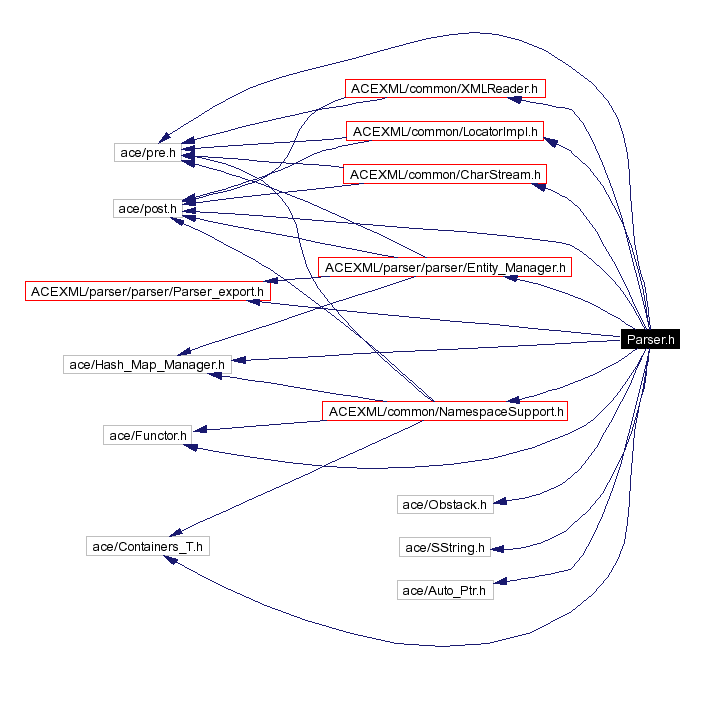 ACEXML/common/XMLReader.h
ACEXML/common/LocatorImpl.h
ace/pre.h
ACEXML/common/CharStream.h
ace/post.h
ACEXML/parser/parser/Entity_Manager.h
ACEXML/parser/parser/Parser_export.h
Parser.h
ace/Hash_Map_Manager.h
ACEXML/common/NamespaceSupport.h
ace/Functor.h
ace/Obstack.h
ace/Containers_T.h
ace/SString.h
ace/Auto_Ptr.h